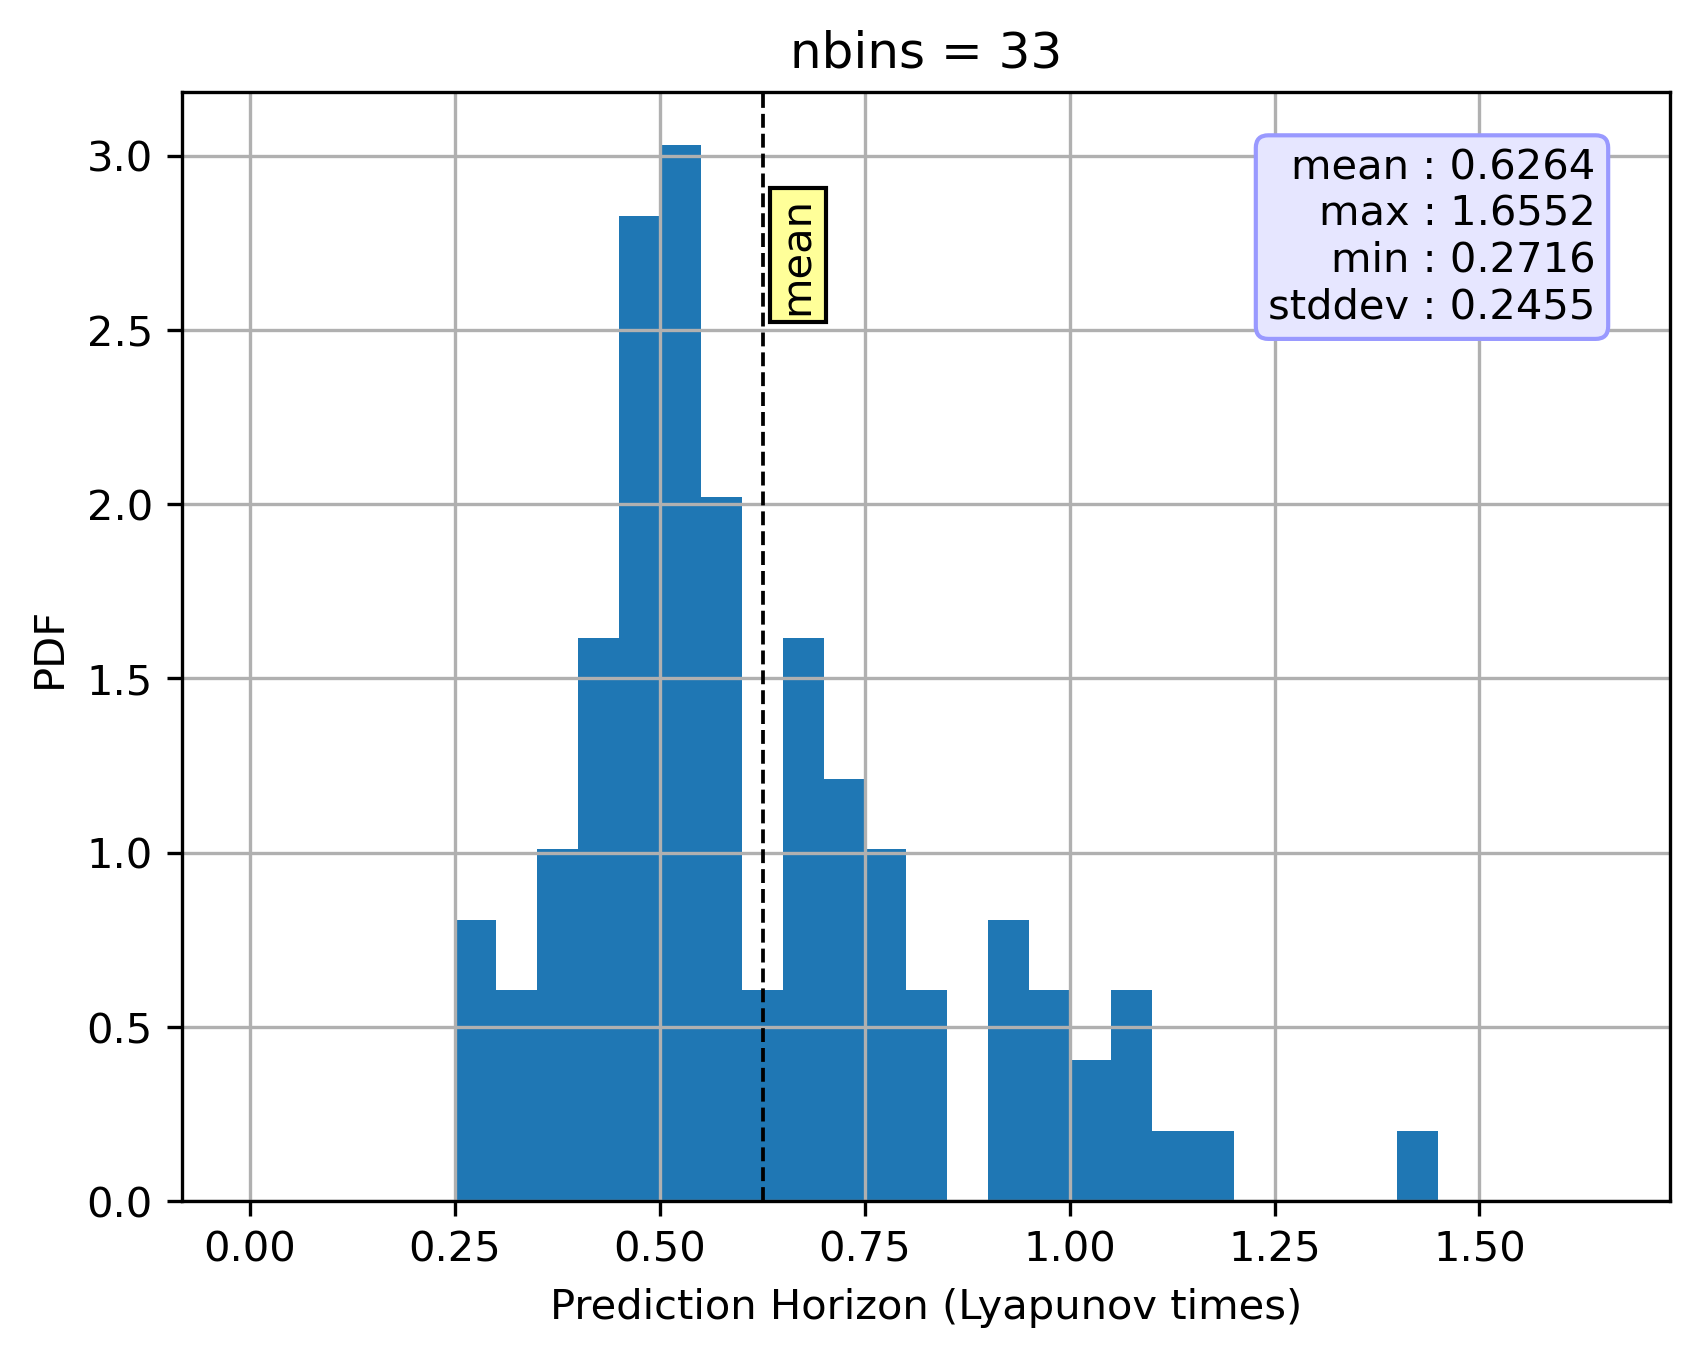 nbins = 33
3.0
2.5
2.0
1.5
1.0
0.5
0.0
PDF
mean
mean : 0.6264
max : 1.6552
min : 0.2716
stddev : 0.2455
0.00 0.25 0.50 0.75 1.00 1.25 1.50
Prediction Horizon (Lyapunov times)